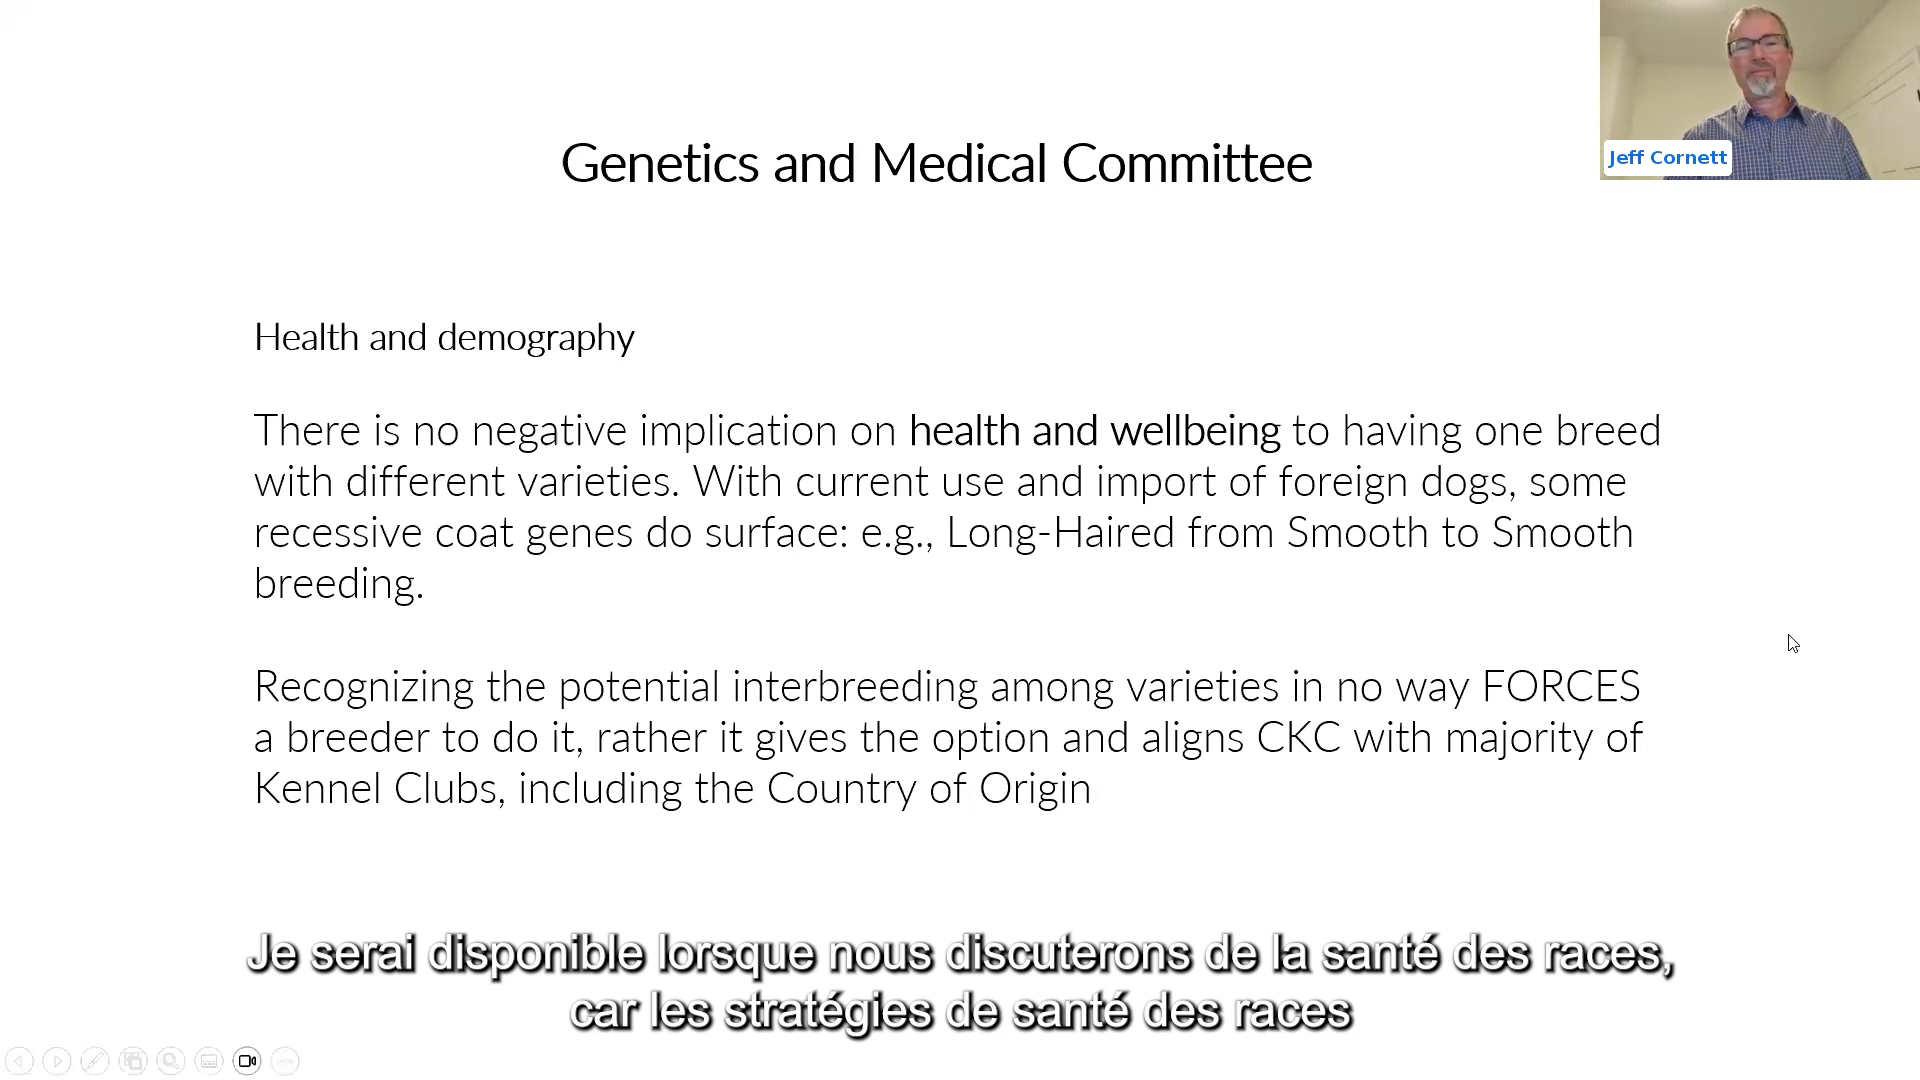 Genetics and Medical Committee
Jeff Cornett
Health and demography
There is no negative implication on health and wellbeing to having one breed
with different varieties. With current use and import of foreign dogs, some
recessive coat genes do surface: e.g., Long-Haired from Smooth to Smooth
breeding.
Recognizing the potential interbreeding among varieties in no way FORCES
a breeder to do it, rather it gives the option and aligns CKC with majority of
Kennel Clubs, including the Country of Origin
Je serai disponible lorsque nous discuterons de la santé des races,
car les stratégies de santé des races